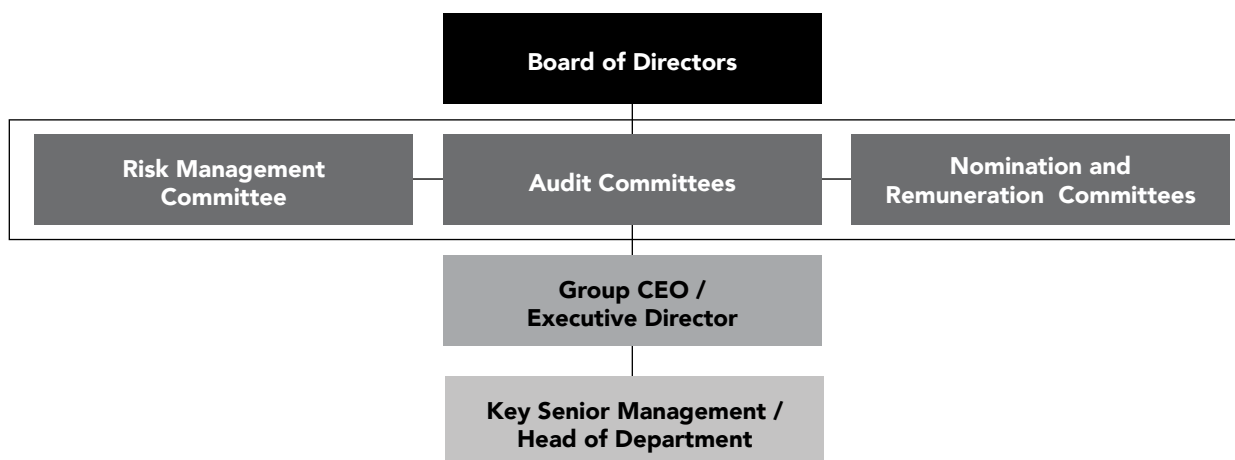 Board of Directors
Risk Management
Committee
Audit Committees
Nomination and
Remuneration  Committees
Group CEO /
Executive Director
Key Senior Management /
Head of Department